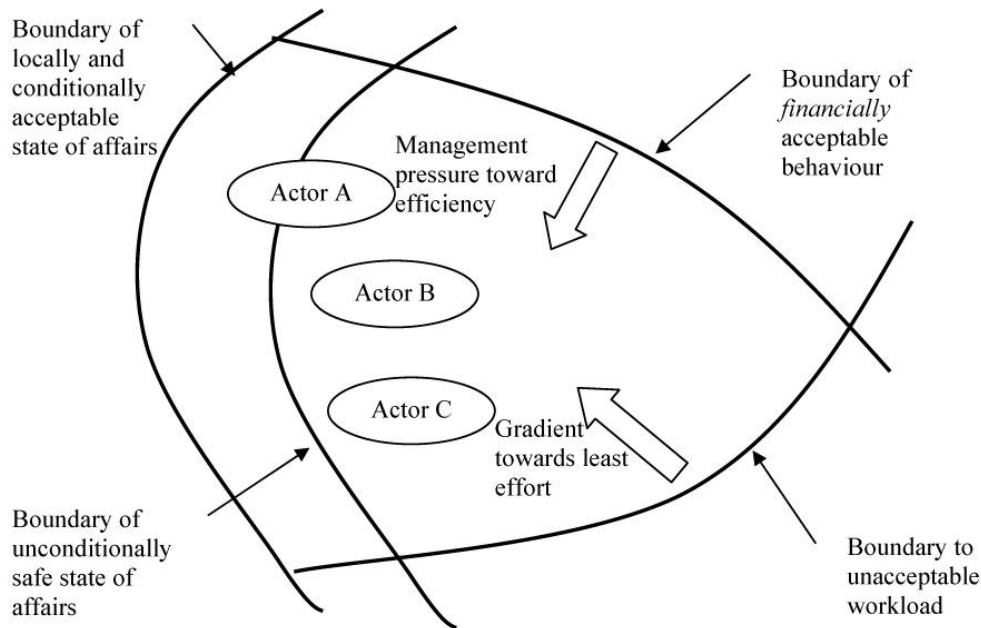 Boundary of
locally and
conditionally
acceptable
state of affairs
Boundary of
financially
acceptable
behaviour
Management
pressure toward
efficiency
Actor A
Actor B
Actor C
Gradient
towards least
effort
Boundary of
unconditionally
safe state of
affairs
Boundary to
unacceptable
workload